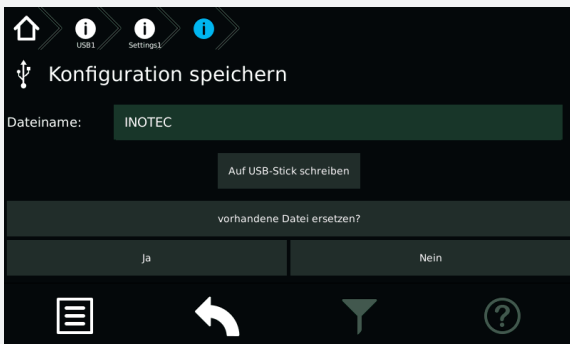 USB1
Settings1
Konfiguration speichern
Dateiname:
INOTEC
Auf USB-Stick schreiben
vorhandene Datei ersetzen?
Ja
Nein